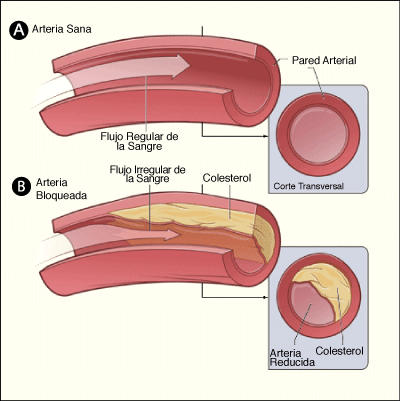 A Arteria Sana
Pared Arterial
Flujo Regular de
la Sangre
Corte Transversal
B Arteria
Bloqueada
Flujo Irregular de
la Sangre
Colesterol
Arteria
Reducida
Colesterol